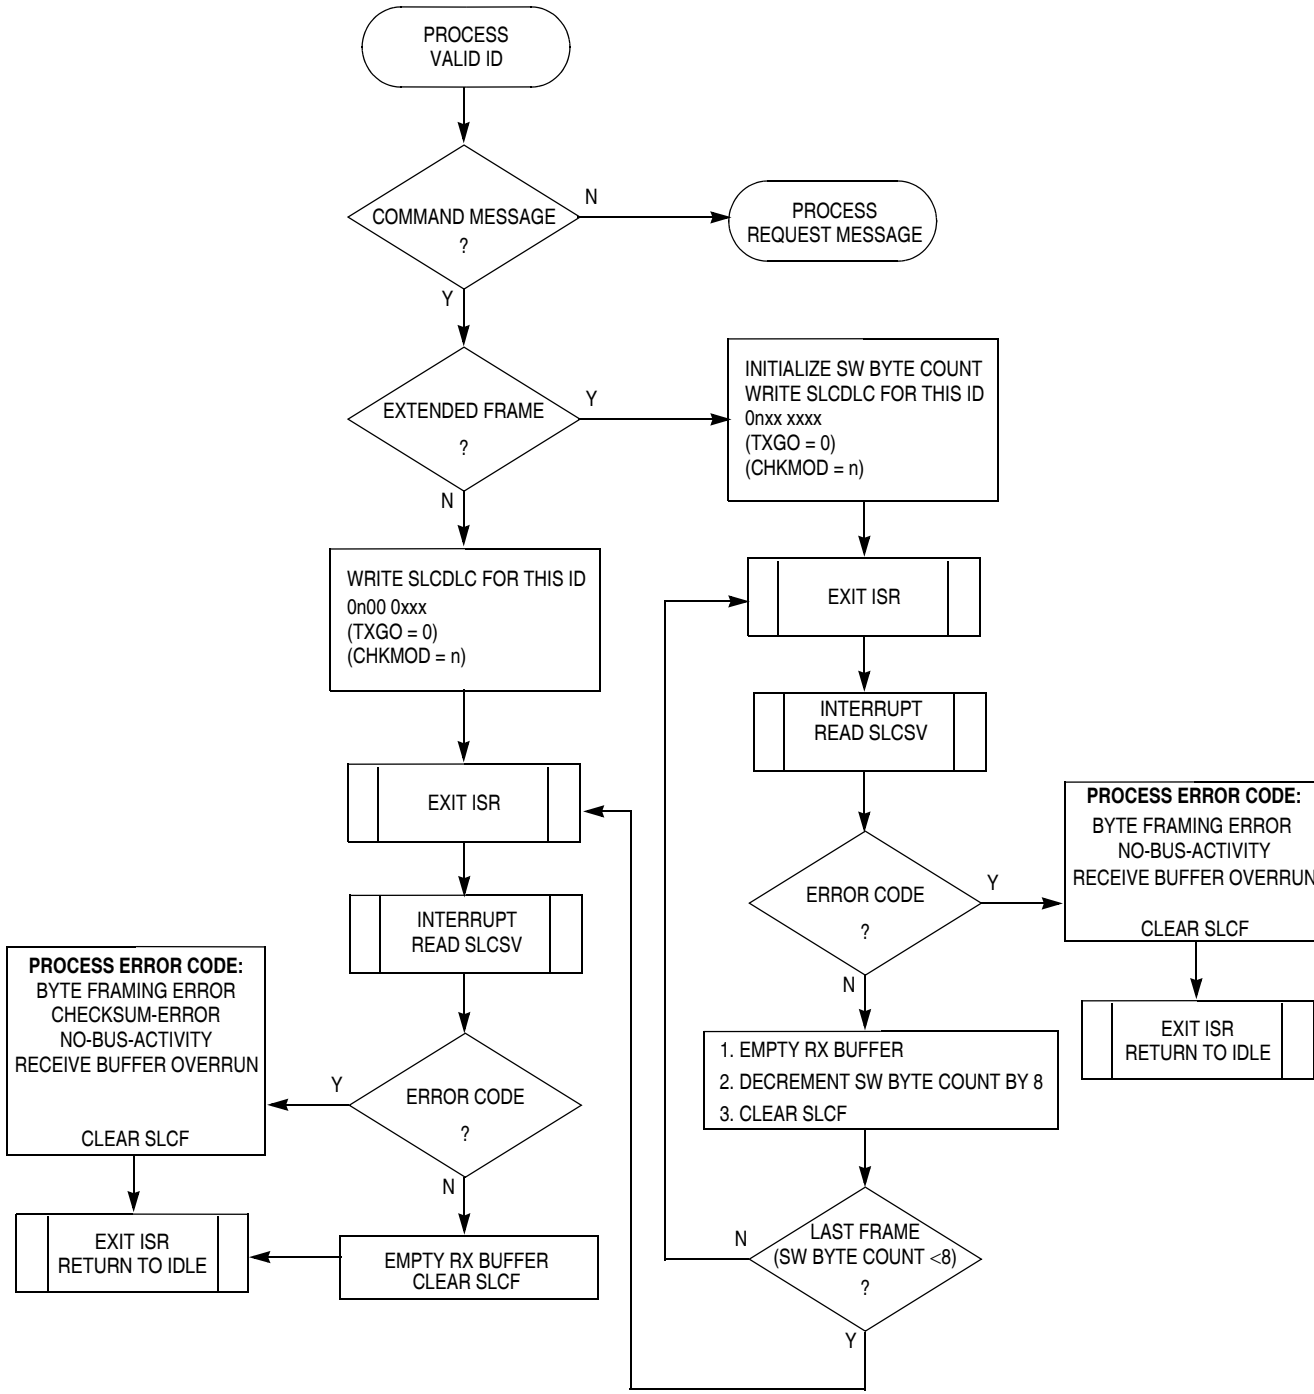 PROCESS
VALID ID
COMMAND MESSAGE
?
N
PROCESS
REQUEST MESSAGE
Y
EXTENDED FRAME
?
Y
INITIALIZE SW BYTE COUNT
WRITE SLCDLC FOR THIS ID
0nxx xxxx
(TXGO = 0)
(CHKMOD = n)
N
WRITE SLCDLC FOR THIS ID
0n00 0xxx
(TXGO = 0)
(CHKMOD = n)
EXIT ISR
INTERRUPT
READ SLCSV
EXIT ISR
INTERRUPT
READ SLCSV
ERROR CODE
?
Y
PROCESS ERROR CODE:
BYTE FRAMING ERROR
NO-BUS-ACTIVITY
RECEIVE BUFFER OVERRUN
CLEAR SLCF
EXIT ISR
RETURN TO IDLE
N
PROCESS ERROR CODE:
BYTE FRAMING ERROR
CHECKSUM-ERROR
NO-BUS-ACTIVITY
RECEIVE BUFFER OVERRUN
CLEAR SLCF
Y
ERROR CODE
?
N
1. EMPTY RX BUFFER
2. DECREMENT SW BYTE COUNT BY 8
3. CLEAR SLCF
EXIT ISR
RETURN TO IDLE
EMPTY RX BUFFER
CLEAR SLCF
N
LAST FRAME
(SW BYTE COUNT <8)
?
Y